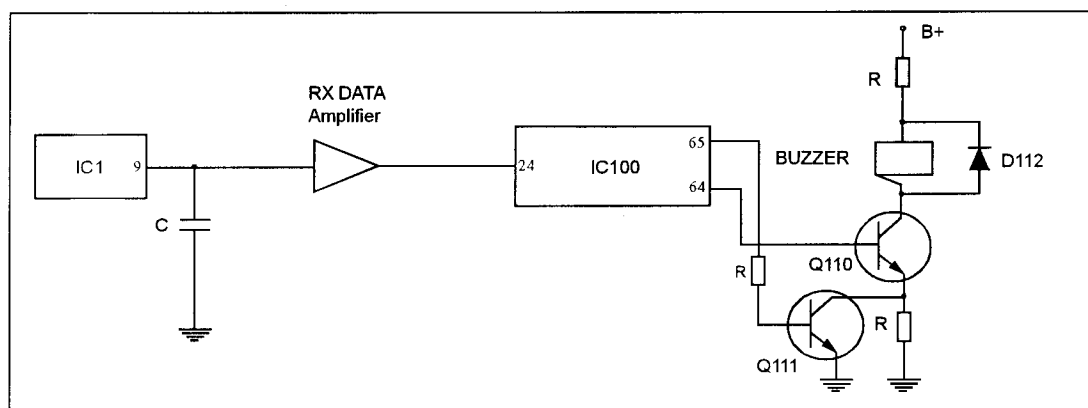 B+
R
RX DATA
Amplifier
IC1
9
24
IC100
65
64
BUZZER
D112
C
R
Q110
Q111
R